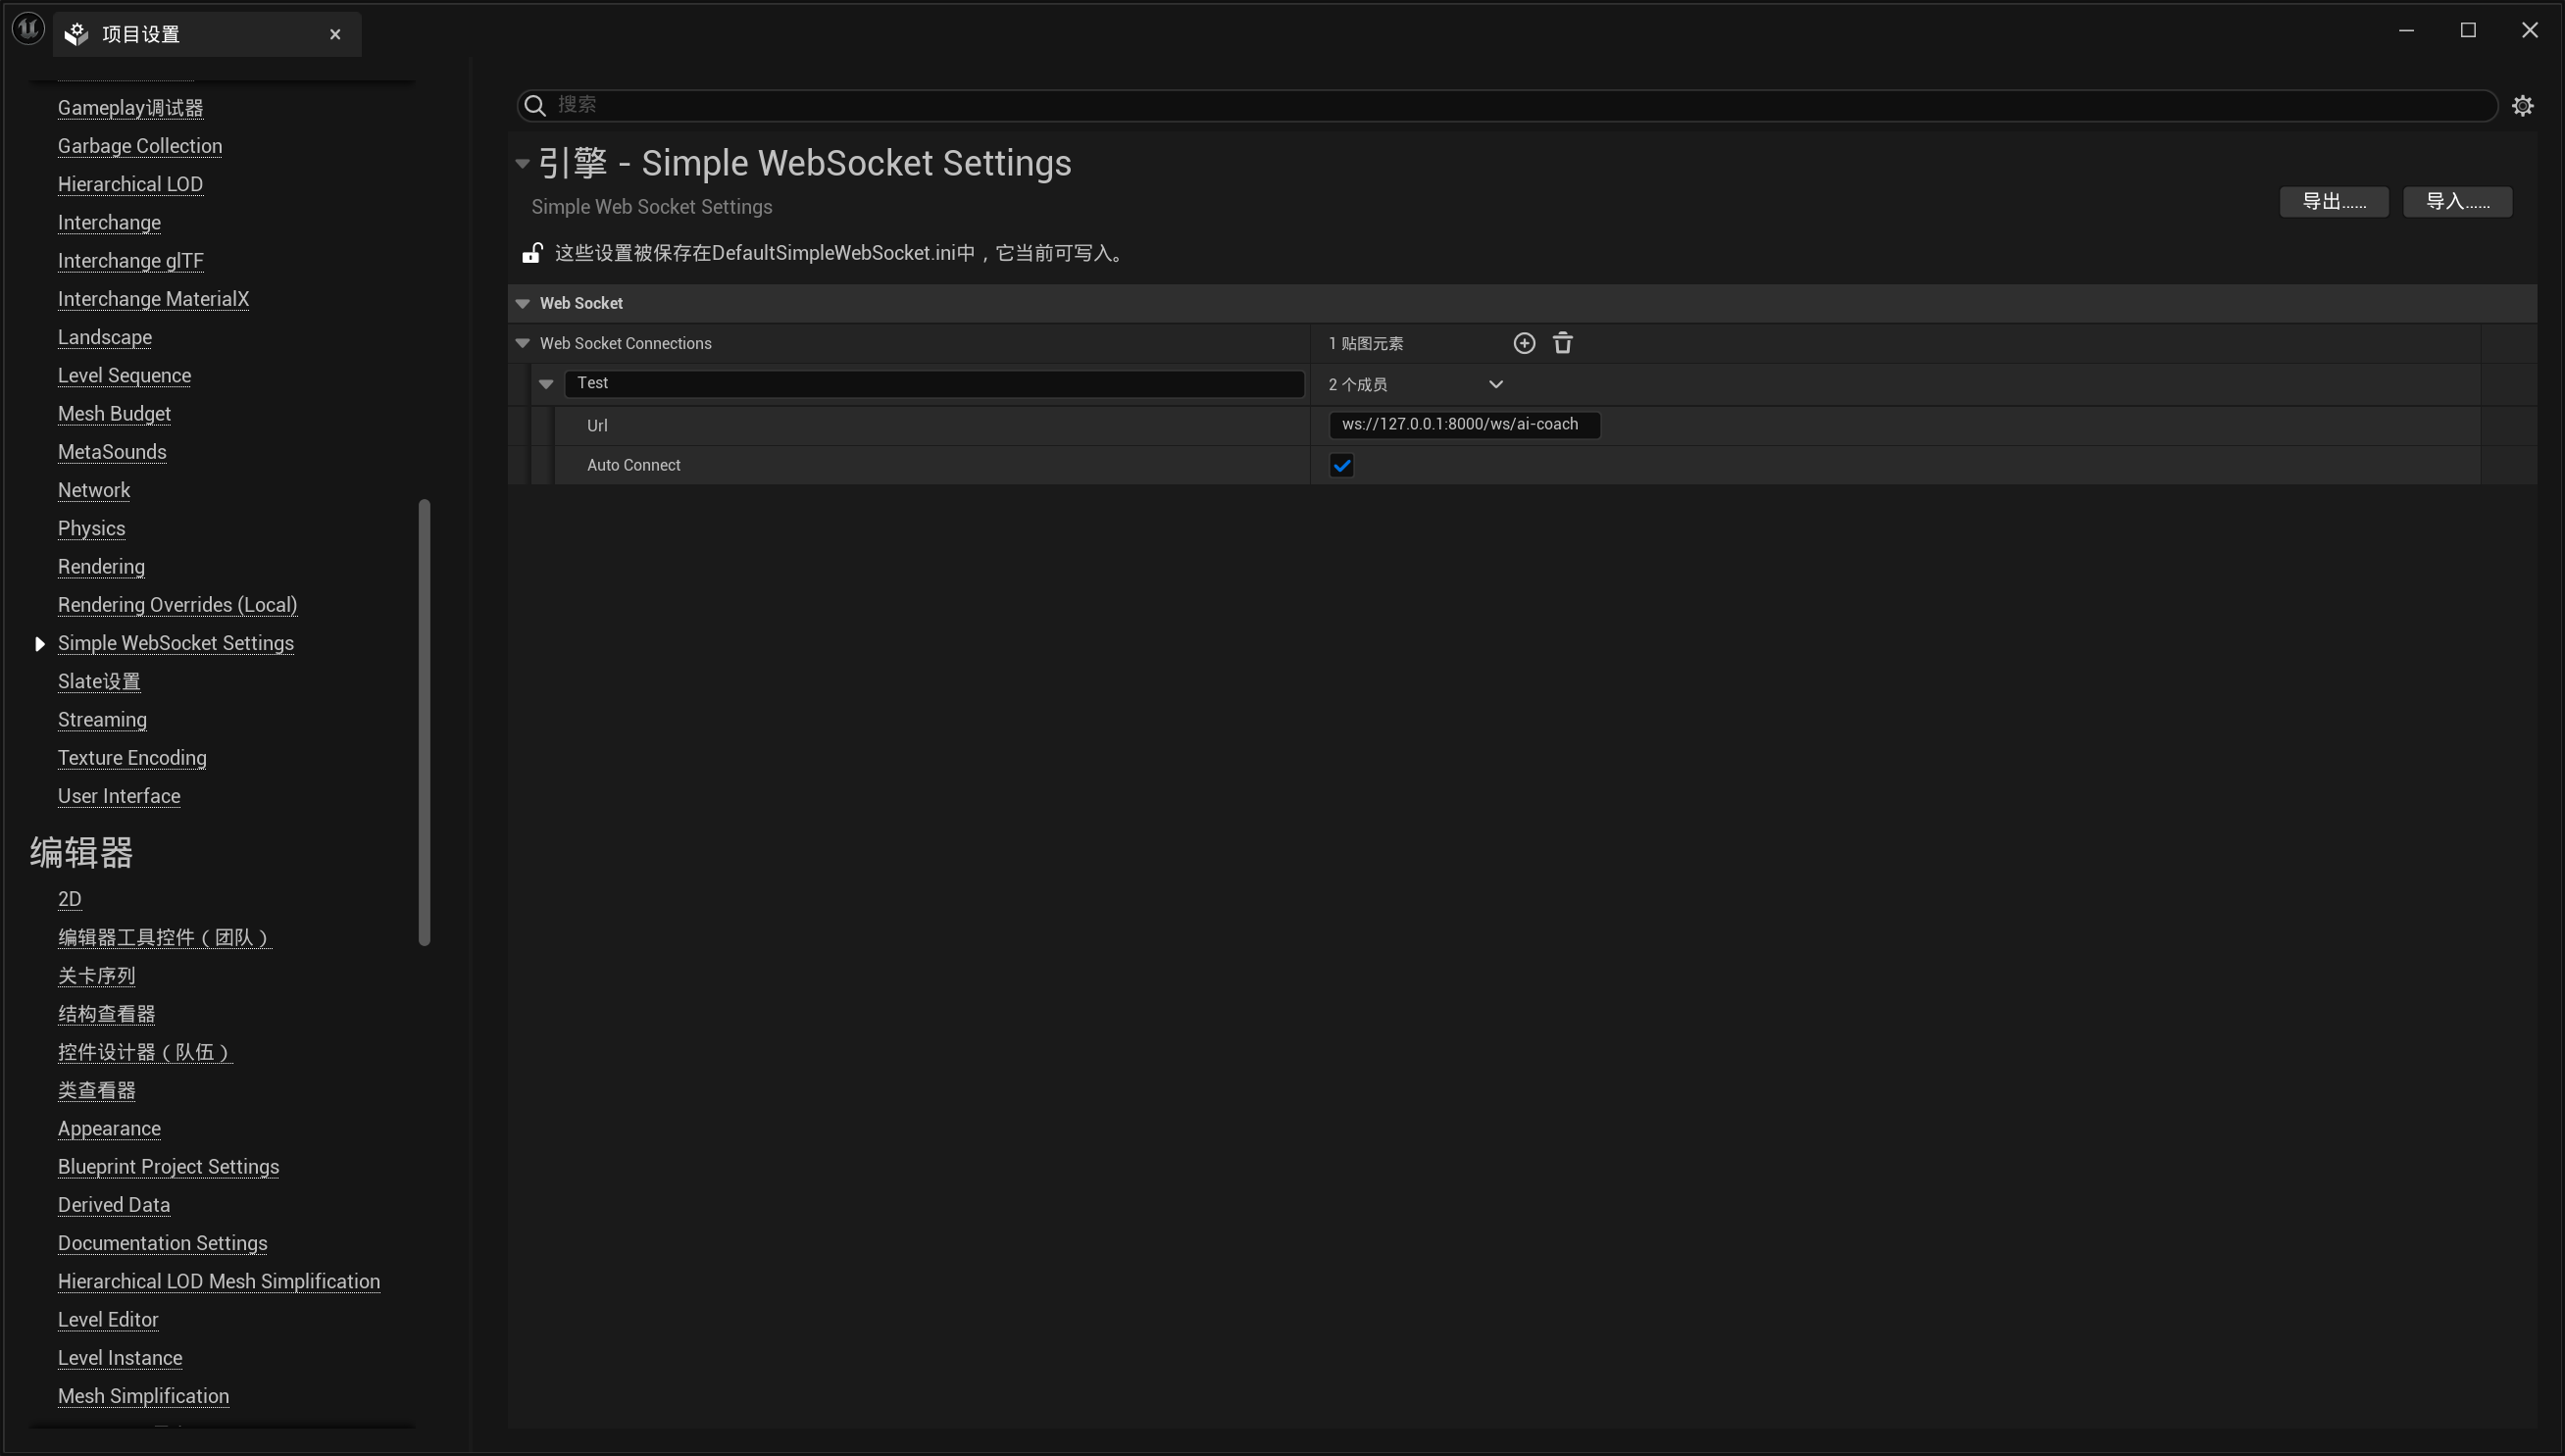 项目设置
Gameplay调试器
Garbage Collection
Hierarchical LOD
Interchange
Interchange glTF
Interchange MaterialX
Landscape
Level Sequence
Mesh Budget
MetaSounds
Network
Physics
Rendering
Rendering Overrides (Local)
Simple WebSocket Settings
Slate设置
Streaming
Texture Encoding
User Interface
编辑器
2D
编辑器工具控件（团队）
关卡序列
结构查看器
控件设计器（队伍）
类查看器
Appearance
Blueprint Project Settings
Derived Data
Documentation Settings
Hierarchical LOD Mesh Simplification
Level Editor
Level Instance
Mesh Simplification
搜索
引擎 - Simple WebSocket Settings
Simple Web Socket Settings
导出...... 导入......
这些设置被保存在DefaultSimpleWebSocket.ini中，它当前可写入。
Web Socket
Web Socket Connections 1 贴图元素
Test 2 个成员
Url ws://127.0.0.1:8000/ws/ai-coach
Auto Connect